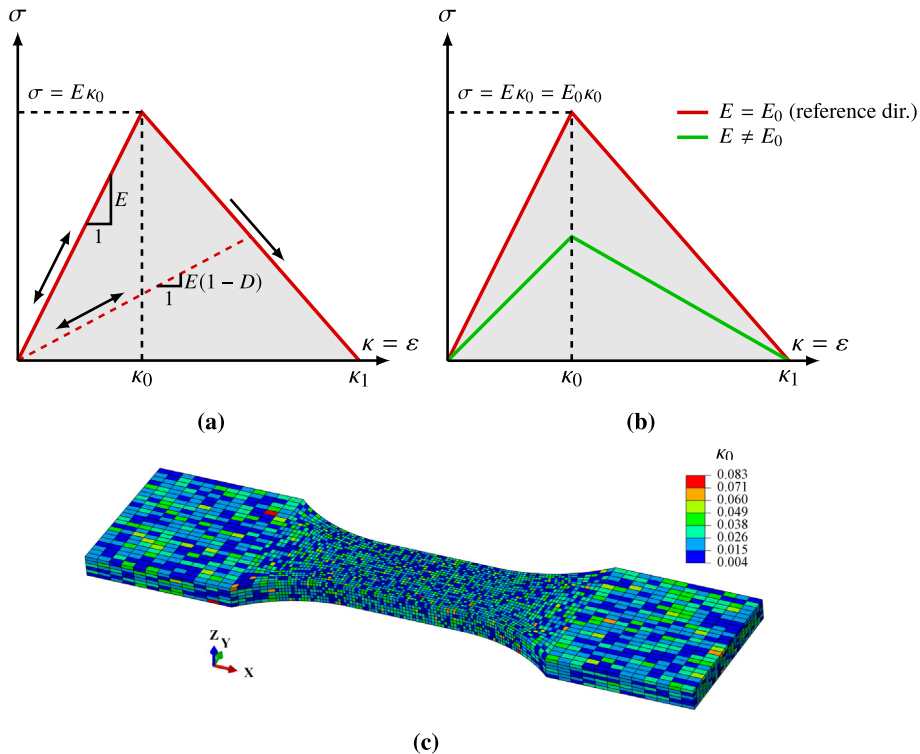 σ
σ = Eκ₀
E
1
E(1 − D)
1
κ = ε
κ₀
κ₁
(a)
σ
σ = Eκ₀ = E₀κ₀
E = E₀ (reference dir.)
E ≠ E₀
κ = ε
κ₀
κ₁
(b)
κ₀
0.083
0.071
0.060
0.049
0.038
0.026
0.015
0.004
Z
Y
X
(c)